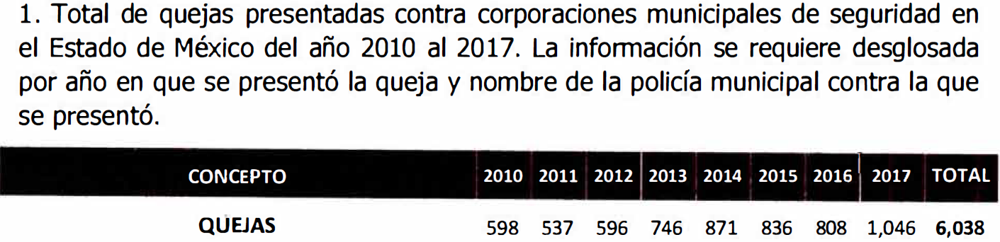 1. Total de quejas presentadas contra corporaciones municipales de seguridad en
el Estado de México del año 2010 al 2017. La información se requiere desglosada
por año en que se presentó la queja y nombre de la policía municipal contra la que
se presentó.
CONCEPTO 2010 2011 2012 2013 2014 2015 2016 2017 TOTAL
QUEJAS 598 537 596 746 871 836 808 1,046 6,038